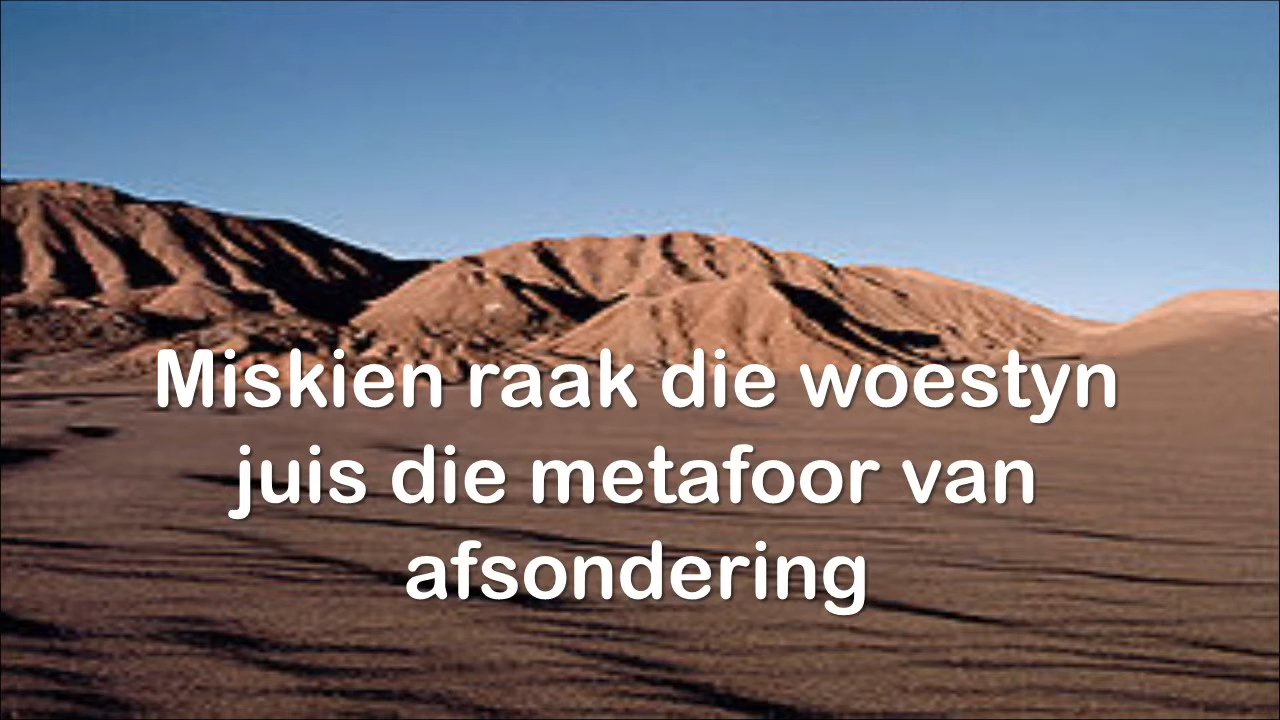 Miskien raak die woestyn
juis die metafoor van
afsondering